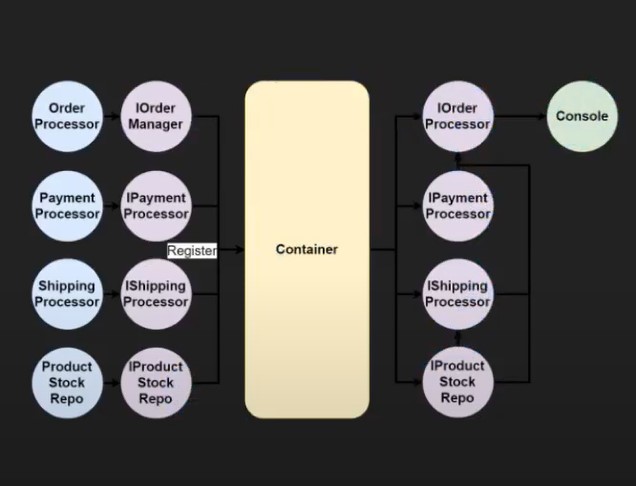 Order
Processor
IOrder
Manager
Payment
Processor
IPayment
Processor
Register
Shipping
Processor
IShipping
Processor
Product
Stock
Repo
IProduct
Stock
Repo
Container
IOrder
Processor
Console
IPayment
Processor
IShipping
Processor
IProduct
Stock
Repo